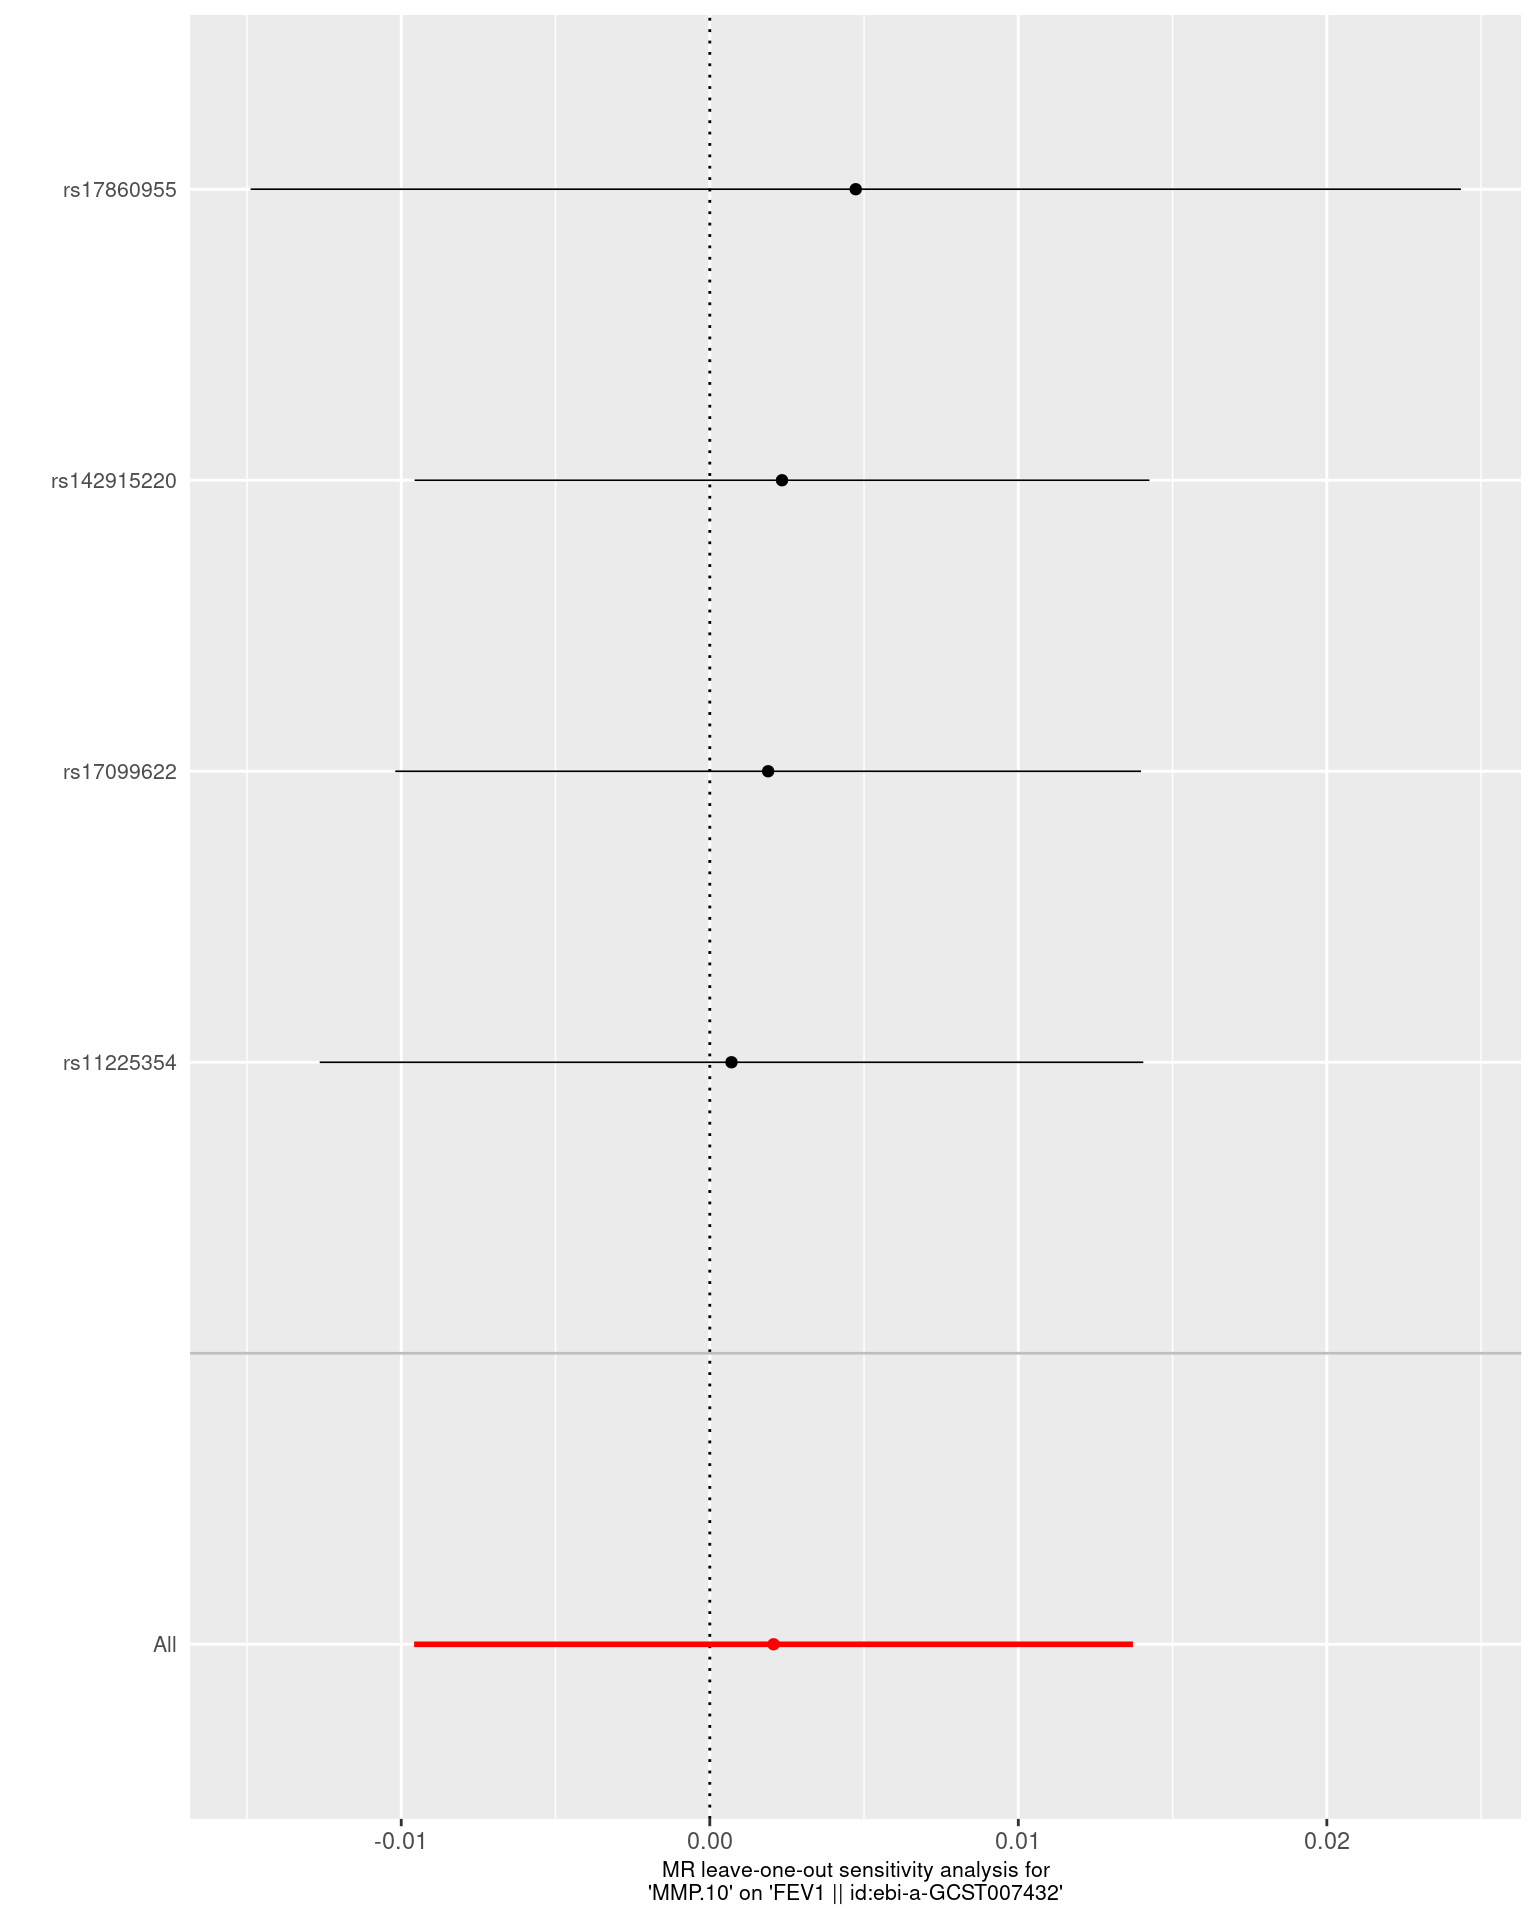 rs17860955
rs142915220
rs17099622
rs11225354
All
-0.01
0.00
0.01
0.02
MR leave-one-out sensitivity analysis for
'MMP.10' on 'FEV1 || id:ebi-a-GCST007432'